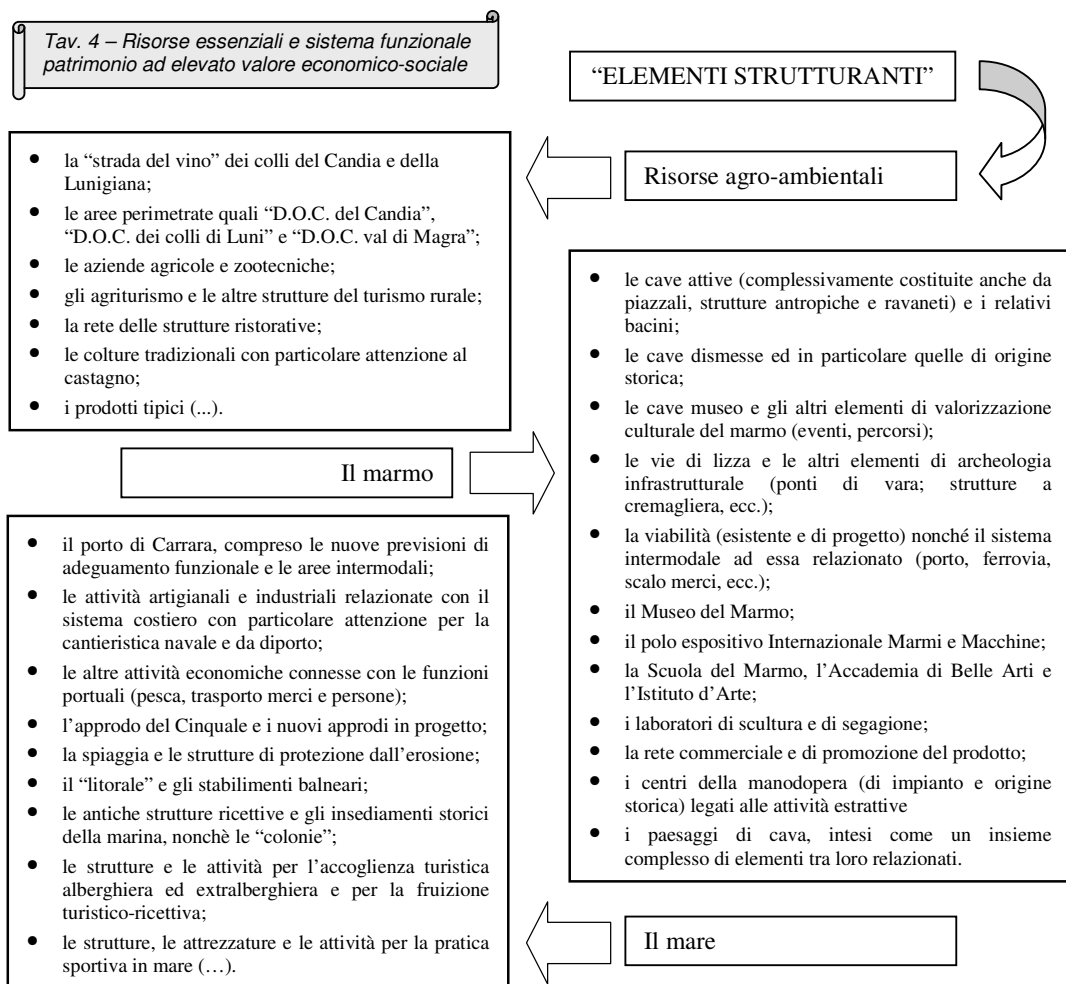 Tav. 4 – Risorse essenziali e sistema funzionale
patrimonio ad elevato valore economico-sociale
“ELEMENTI STRUTTURANTI”
Risorse agro-ambientali
• la “strada del vino” dei colli del Candia e della
Lunigiana;
• le aree perimetrate quali “D.O.C. del Candia”,
“D.O.C. dei colli di Luni” e “D.O.C. val di Magra”;
• le aziende agricole e zootecniche;
• gli agriturismo e le altre strutture del turismo rurale;
• la rete delle strutture ristorative;
• le colture tradizionali con particolare attenzione al
castagno;
• i prodotti tipici (...).
Il marmo
• le cave attive (complessivamente costituite anche da
piazzali, strutture antropiche e ravaneti) e i relativi
bacini;
• le cave dismesse ed in particolare quelle di origine
storica;
• le cave museo e gli altri elementi di valorizzazione
culturale del marmo (eventi, percorsi);
• le vie di lizza e le altri elementi di archeologia
infrastrutturale (ponti di vara; strutture a
cremagliera, ecc.);
• la viabilità (esistente e di progetto) nonché il sistema
intermodale ad essa relazionato (porto, ferrovia,
scalo merci, ecc.);
• il Museo del Marmo;
• il polo espositivo Internazionale Marmi e Macchine;
• la Scuola del Marmo, l’Accademia di Belle Arti e
l’Istituto d’Arte;
• i laboratori di scultura e di segagione;
• la rete commerciale e di promozione del prodotto;
• i centri della manodopera (di impianto e origine
storica) legati alle attività estrattive
• i paesaggi di cava, intesi come un insieme
complesso di elementi tra loro relazionati.
Il mare
• il porto di Carrara, compreso le nuove previsioni di
adeguamento funzionale e le aree intermodali;
• le attività artigianali e industriali relazionate con il
sistema costiero con particolare attenzione per la
cantieristica navale e da diporto;
• le altre attività economiche connesse con le funzioni
portuali (pesca, trasporto merci e persone);
• l’approdo del Cinquale e i nuovi approdi in progetto;
• la spiaggia e le strutture di protezione dall’erosione;
• il “litorale” e gli stabilimenti balneari;
• le antiche strutture ricettive e gli insediamenti storici
della marina, nonchè le “colonie”;
• le strutture e le attività per l’accoglienza turistica
alberghiera ed extralberghiera e per la fruizione
turistico-ricettiva;
• le strutture, le attrezzature e le attività per la pratica
sportiva in mare (…).